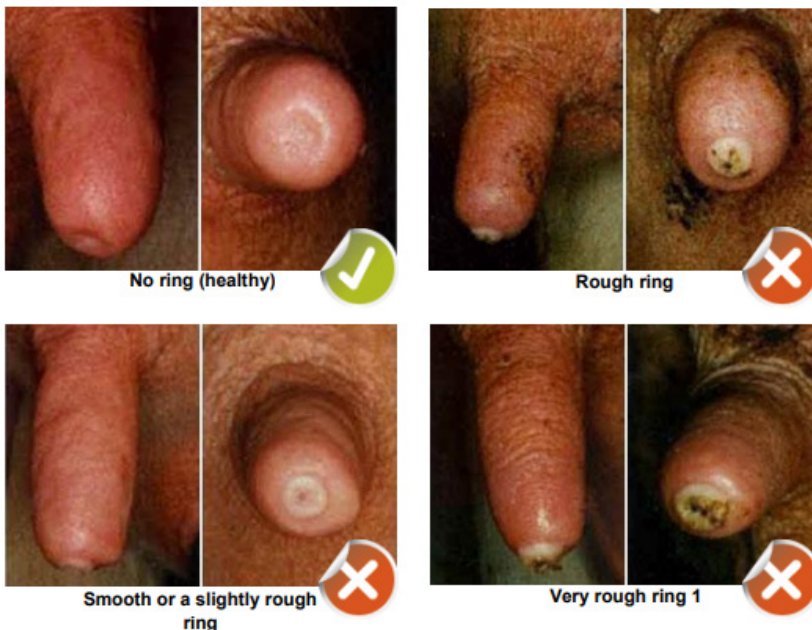 No ring (healthy)
Rough ring
Smooth or a slightly rough
ring
Very rough ring 1